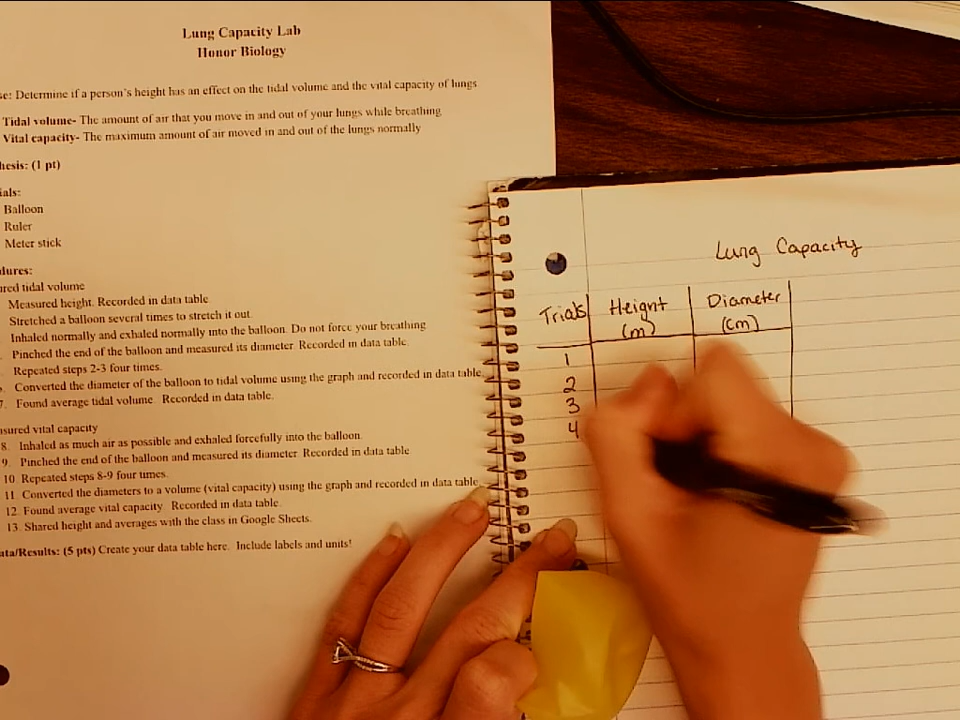 Lung Capacity Lab
Honor Biology
se: Determine if a person's height has an effect on the tidal volume and the vital capacity of lungs
Tidal volume- The amount of air that you move in and out of your lungs while breathing
Vital capacity- The maximum amount of air moved in and out of the lungs normally
hesis: (1 pt)
ials:
Balloon
Ruler
Meter stick
dures:
ured tidal volume
Measured height. Recorded in data table.
Stretched a balloon several times to stretch it out.
Inhaled normally and exhaled normally into the balloon. Do not force your breathing
Pinched the end of the balloon and measured its diameter. Recorded in data table.
Repeated steps 2-3 four times.
Converted the diameter of the balloon to tidal volume using the graph and recorded in data table.
7. Found average tidal volume. Recorded in data table.
asured vital capacity
8. Inhaled as much air as possible and exhaled forcefully into the balloon.
9. Pinched the end of the balloon and measured its diameter. Recorded in data table
10. Repeated steps 8-9 four times.
11. Converted the diameters to a volume (vital capacity) using the graph and recorded in data table.
12. Found average vital capacity. Recorded in data table.
13. Shared height and averages with the class in Google Sheets.
ata/Results: (5 pts) Create your data table here. Include labels and units!
Lung Capacity
Trials Height Diameter
(m) (cm)
1
2
3
4